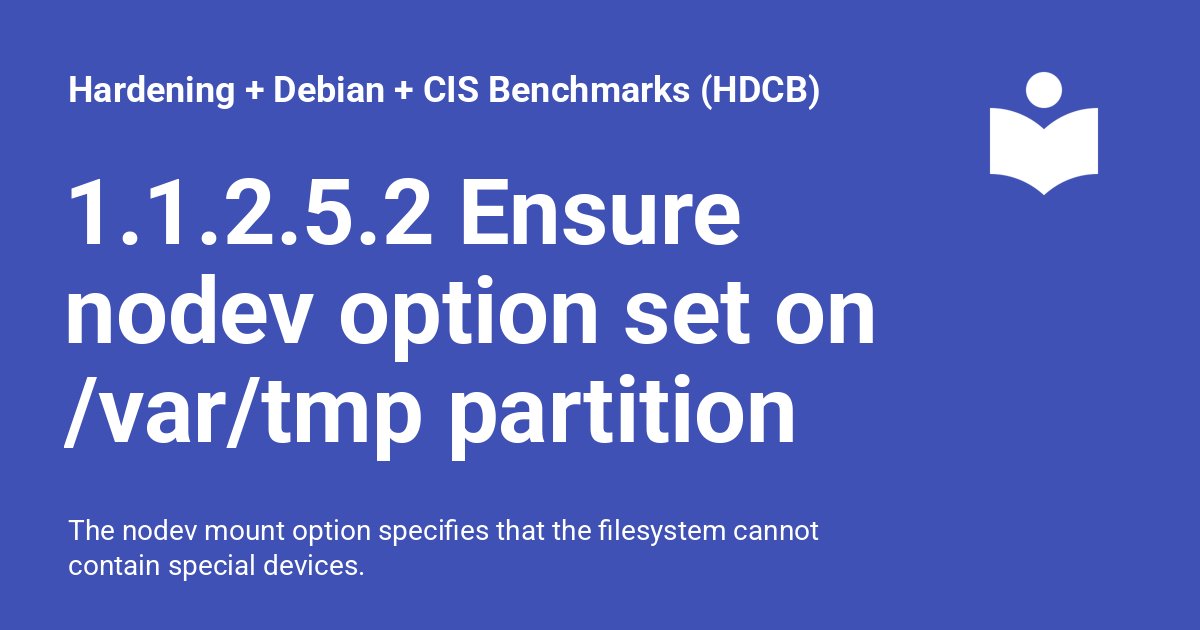 Hardening + Debian + CIS Benchmarks (HDCB)
1.1.2.5.2 Ensure
nodev option set on
/var/tmp partition
The nodev mount option specifies that the filesystem cannot
contain special devices.